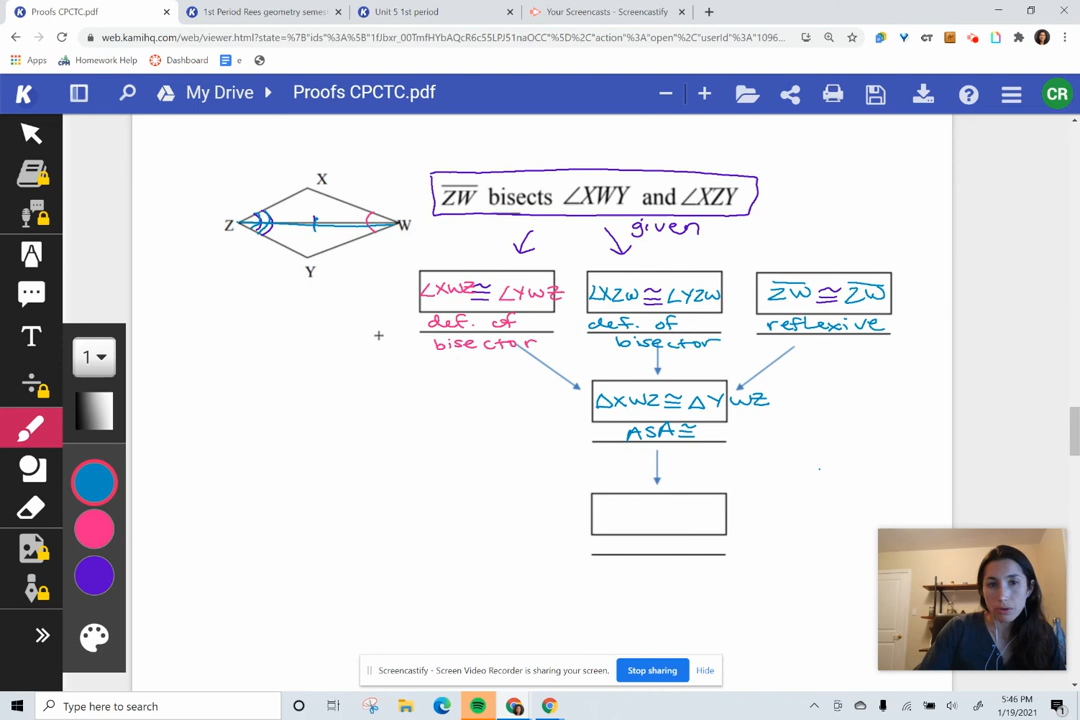 Proofs CPCTC.pdf
1st Period Rees geometry semes
Unit 5 1st period
Your Screencasts - Screencastify
web.kamihq.com/web/viewer.html?state=%7B"ids%3A%5B"1fJbxr_00TmfHYbAQcR6c55LPJ51naOCC"%5D%2C"action"%3A"open"%2C"userId"%3A"1096...
Apps
CPM Homework Help
Dashboard
e
My Drive
Proofs CPCTC.pdf
CR
X
Z
W
Y
ZW bisects ∠XWY and ∠XZY
given
∠XWZ ≅ ∠YWZ
∠XZW ≅ ∠YZW
ZW ≅ ZW
def. of bisector
def. of bisector
reflexive
ΔXWZ ≅ ΔYWZ
ASA ≅
1
T
Screencastify - Screen Video Recorder is sharing your screen.
Stop sharing
Hide
Type here to search
5:46 PM
1/19/2021